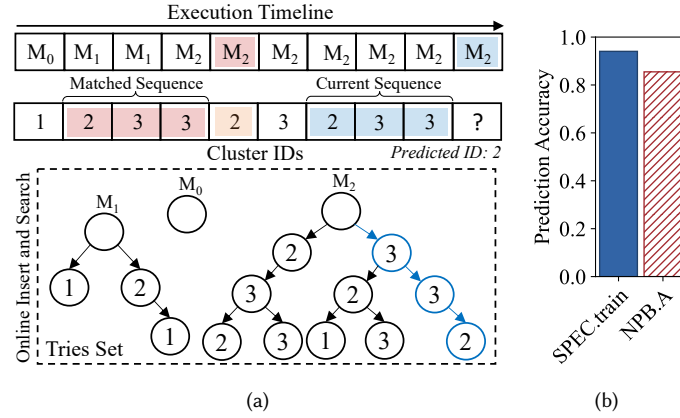 Execution Timeline
M₀ M₁ M₁ M₂ M₂ M₂ M₂ M₂ M₂ M₂
Matched Sequence Current Sequence
1 2 3 3 2 3 2 3 3 ?
Cluster IDs Predicted ID: 2
Online Insert and Search
M₁ M₀ M₂
2 3
1 2 3 2 3
1 2 3 1 3 2
Tries Set
(a)
Prediction Accuracy
1.0
0.8
0.6
0.4
0.2
0.0
SPEC.train
NPB.A
(b)